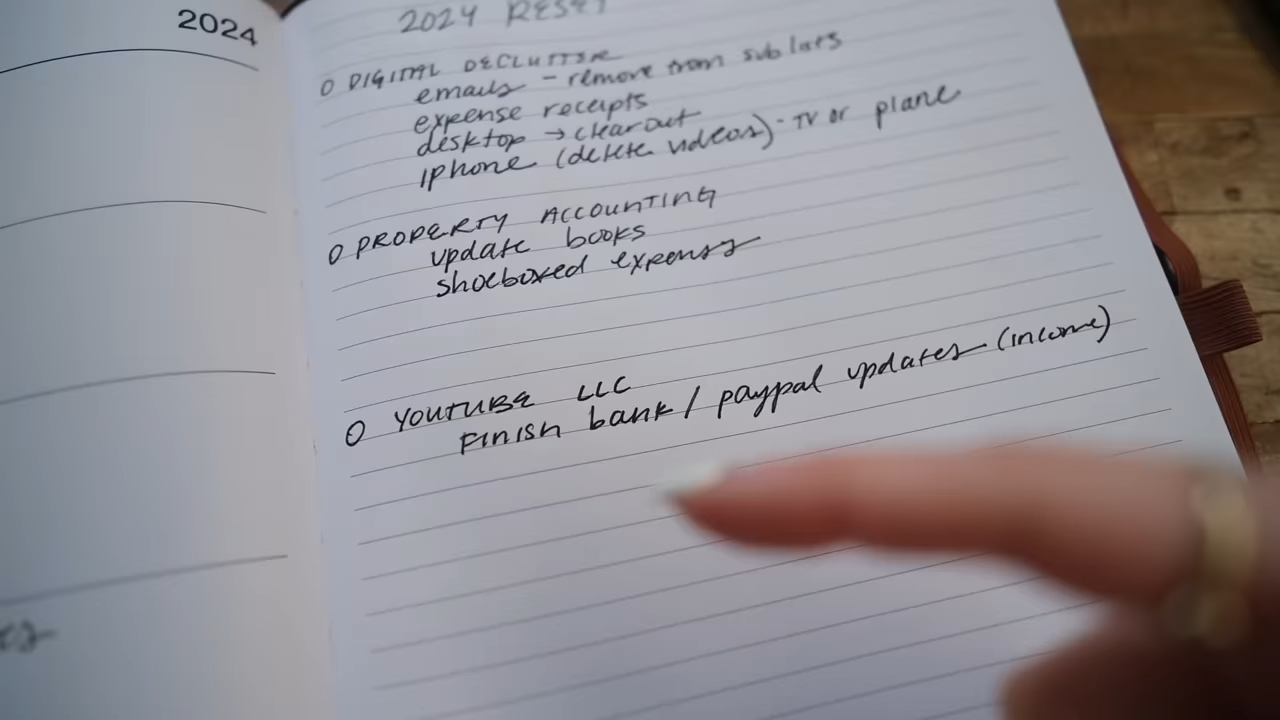 2024
2024 RESET
O DIGITAL DECLUTTER
emails - remove from sub lists
expense receipts
desktop → clear out
iphone (delete videos) - TV or plane
O PROPERTY ACCOUNTING
update books
shoeboxed expenses
O YOUTUBE LLC
FINISH bank / paypal updates (income)